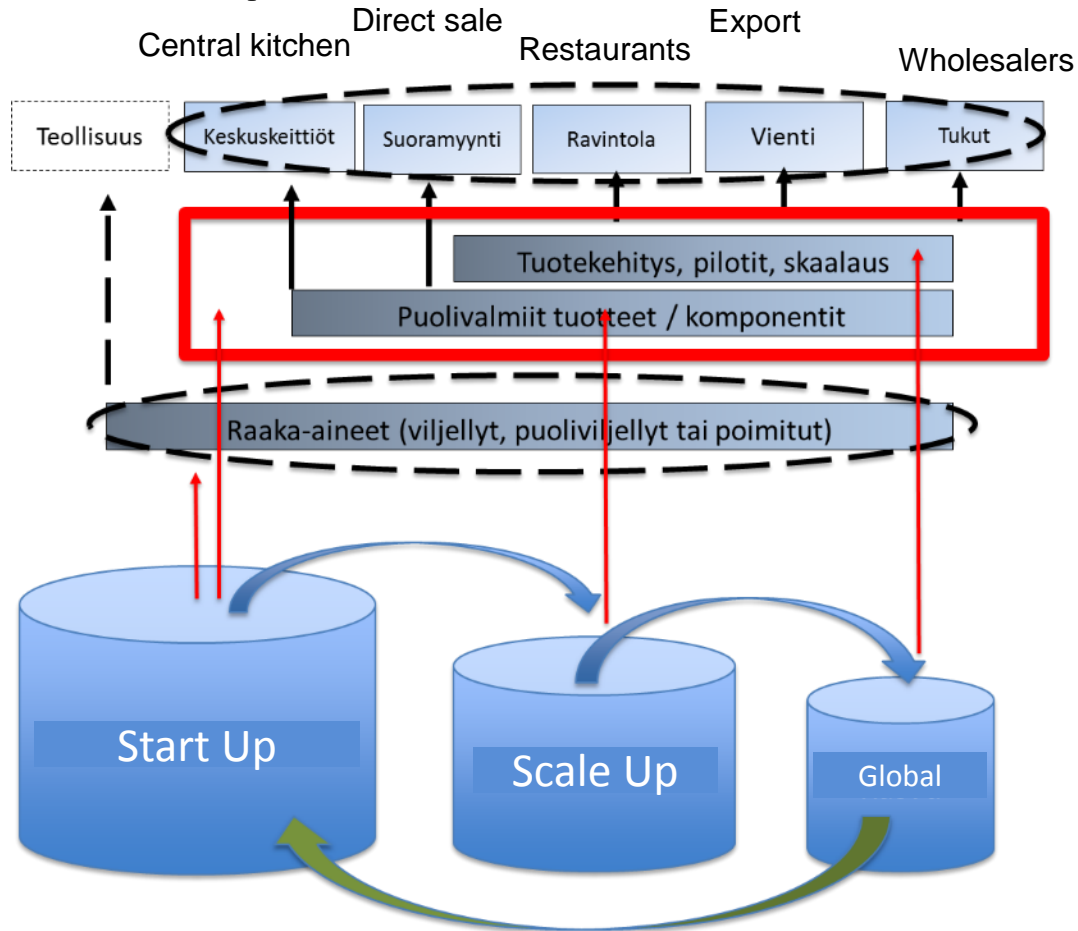 Direct sale
Export
Central kitchen
Restaurants
Wholesalers
Teollisuus
Keskuskeittiöt
Suoramyynti
Ravintola
Vienti
Tukut
Tuotekehitys, pilotit, skaalaus
Puolivalmiit tuotteet / komponentit
Raaka-aineet (viljellyt, puoliviljellyt tai poimitut)
Start Up
Scale Up
Global